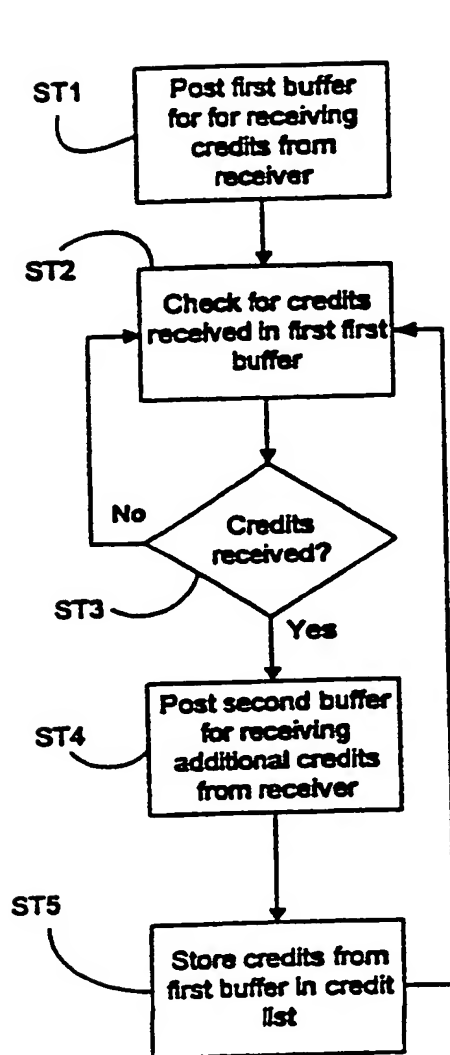 ST1
Post first buffer
for for receiving
credits from
receiver
ST2
Check for credits
received in first first
buffer
No
Credits
received?
ST3
Yes
Post second buffer
for receiving
additional credits
from receiver
ST4
ST5
Store credits from
first buffer in credit
list